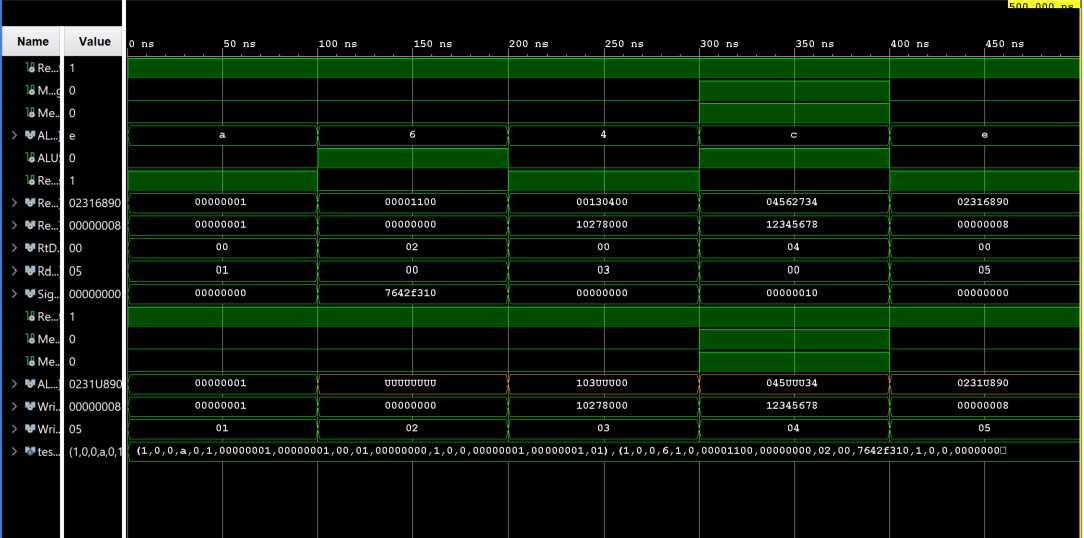 500.000 ns
Name Value 0 ns 50 ns 100 ns 150 ns 200 ns 250 ns 300 ns 350 ns 400 ns 450 ns
Re... 1
M... 0
Me... 0
AL... e a 6 4 c e
ALU 0
Re... 1
Re... 02316890 00000001 00001100 00130400 04562734 02316890
Re... 00000008 00000001 00000000 10278000 12345678 00000008
RtD. 00 00 02 00 04 00
Rd... 05 01 00 03 00 05
Sig... 00000000 00000000 7642f310 00000000 00000010 00000000
Re... 1
Me... 0
Me... 0
AL... 0231U890 00000001 UUUUUUUU 103UUU00 045UUU34 0231U890
Wri... 00000008 00000001 00000000 10278000 12345678 00000008
Wri... 05 01 02 03 04 05
tes... (1,0,0,a,0,1 (1,0,0,a,0,1,00000001,00000001,00,01,00000000,1,0,0,00000001,00000001,01),(1,0,0,6,1,0,00001100,00000000,02,00,7642f310,1,0,0,0000000